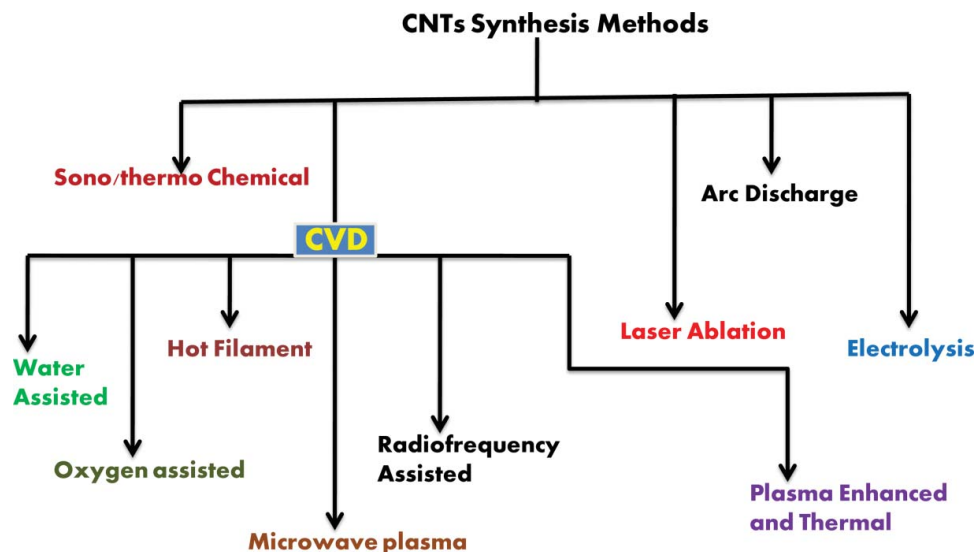 CNTs Synthesis Methods
Sono/thermo Chemical
Arc Discharge
CVD
Laser Ablation
Electrolysis
Hot Filament
Water
Assisted
Radiofrequency
Assisted
Oxygen assisted
Plasma Enhanced
and Thermal
Microwave plasma